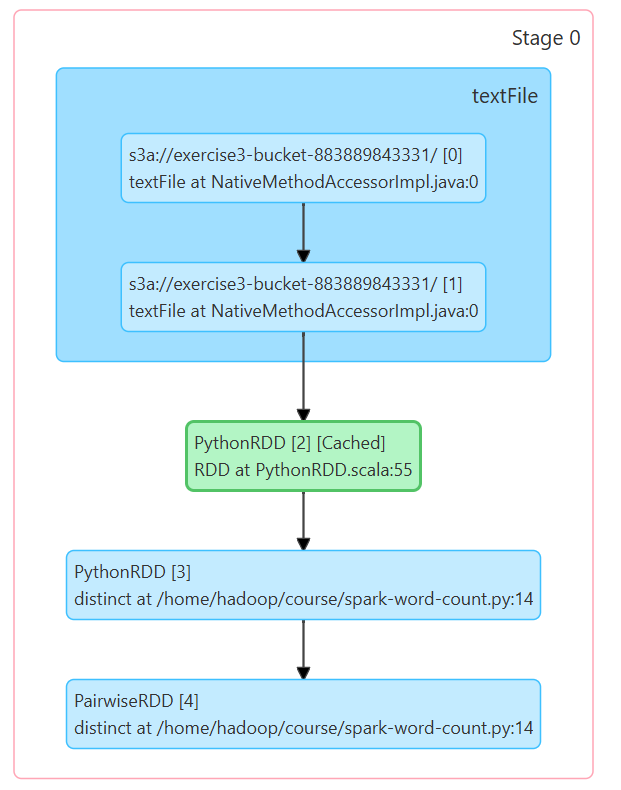 Stage 0
textFile
s3a://exercise3-bucket-883889843331/ [0]
textFile at NativeMethodAccessorImpl.java:0
s3a://exercise3-bucket-883889843331/ [1]
textFile at NativeMethodAccessorImpl.java:0
PythonRDD [2] [Cached]
RDD at PythonRDD.scala:55
PythonRDD [3]
distinct at /home/hadoop/course/spark-word-count.py:14
PairwiseRDD [4]
distinct at /home/hadoop/course/spark-word-count.py:14